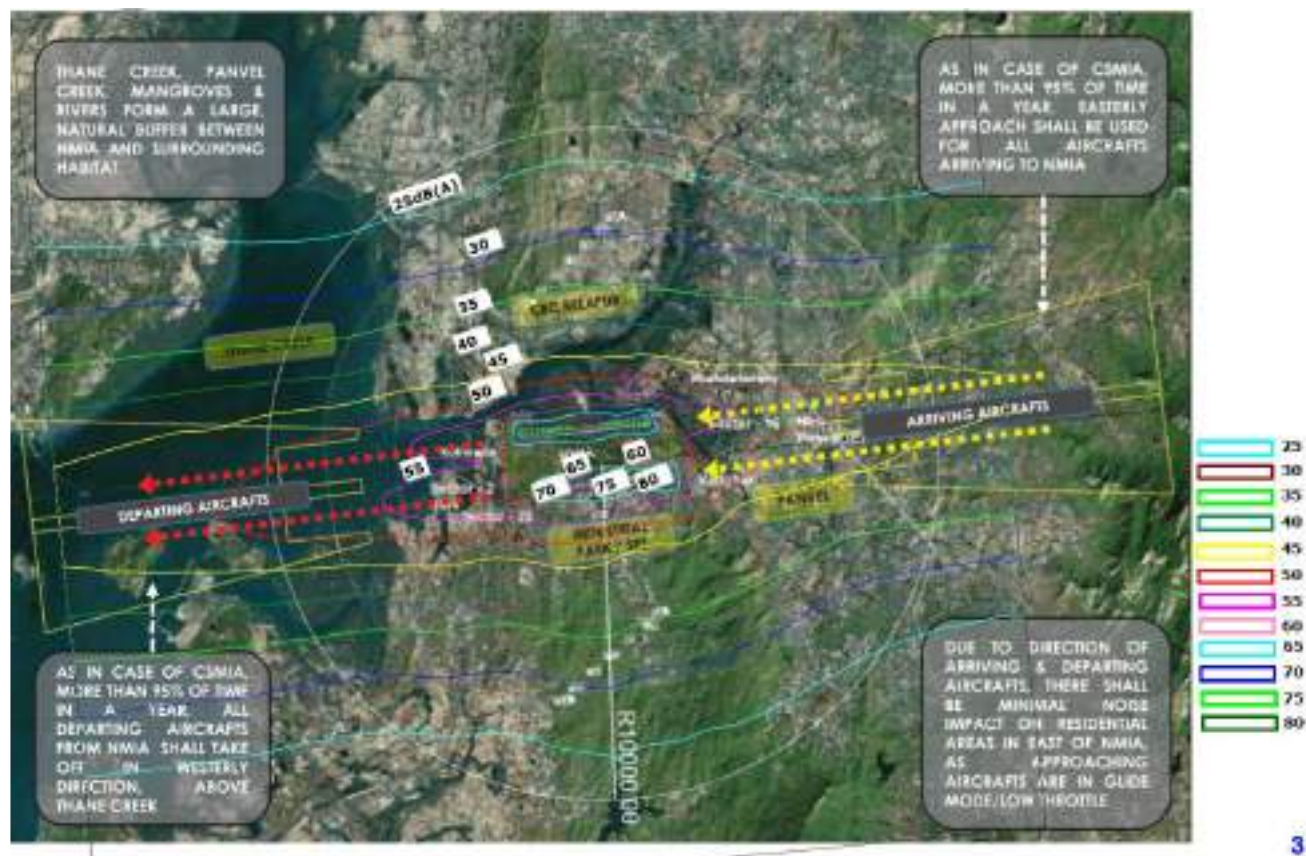 THANE CREEK, PANVEL
CREEK, MANGROVES &
RIVERS FORM A LARGE,
NATURAL BUFFER BETWEEN
NMIA AND SURROUNDING
HABITAT
AS IN CASE OF CSMIA,
MORE THAN 95% OF TIME
IN A YEAR, EASTERLY
APPROACH SHALL BE USED
FOR ALL AIRCRAFTS
ARRIVING TO NMIA
25dB(A)
30
35
CBD BELAPUR
40
45
50
ARRIVING AIRCRAFTS
55
65
60
70
75
80
PANVEL
DEPARTING AIRCRAFTS
R10000.00
AS IN CASE OF CSMIA,
MORE THAN 95% OF TIME
IN A YEAR, ALL
DEPARTING AIRCRAFTS
FROM NMIA SHALL TAKE
OFF IN WESTERLY
DIRECTION, ABOVE
THANE CREEK
DUE TO DIRECTION OF
ARRIVING & DEPARTING
AIRCRAFTS, THERE SHALL
BE MINIMAL NOISE
IMPACT ON RESIDENTIAL
AREAS IN EAST OF NMIA,
AS APPROACHING
AIRCRAFTS ARE IN GLIDE
MODE/LOW THROTTLE
25
30
35
40
45
50
55
60
65
70
75
80
3